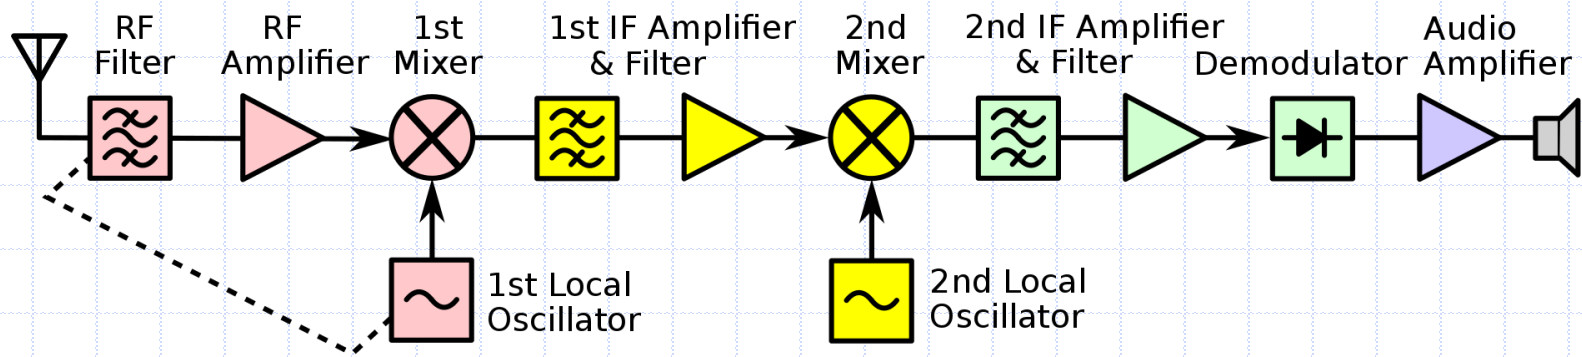 RF
Filter
RF
Amplifier
1st
Mixer
1st IF Amplifier
& Filter
2nd
Mixer
2nd IF Amplifier
& Filter
Demodulator
Audio
Amplifier
1st Local
Oscillator
2nd Local
Oscillator